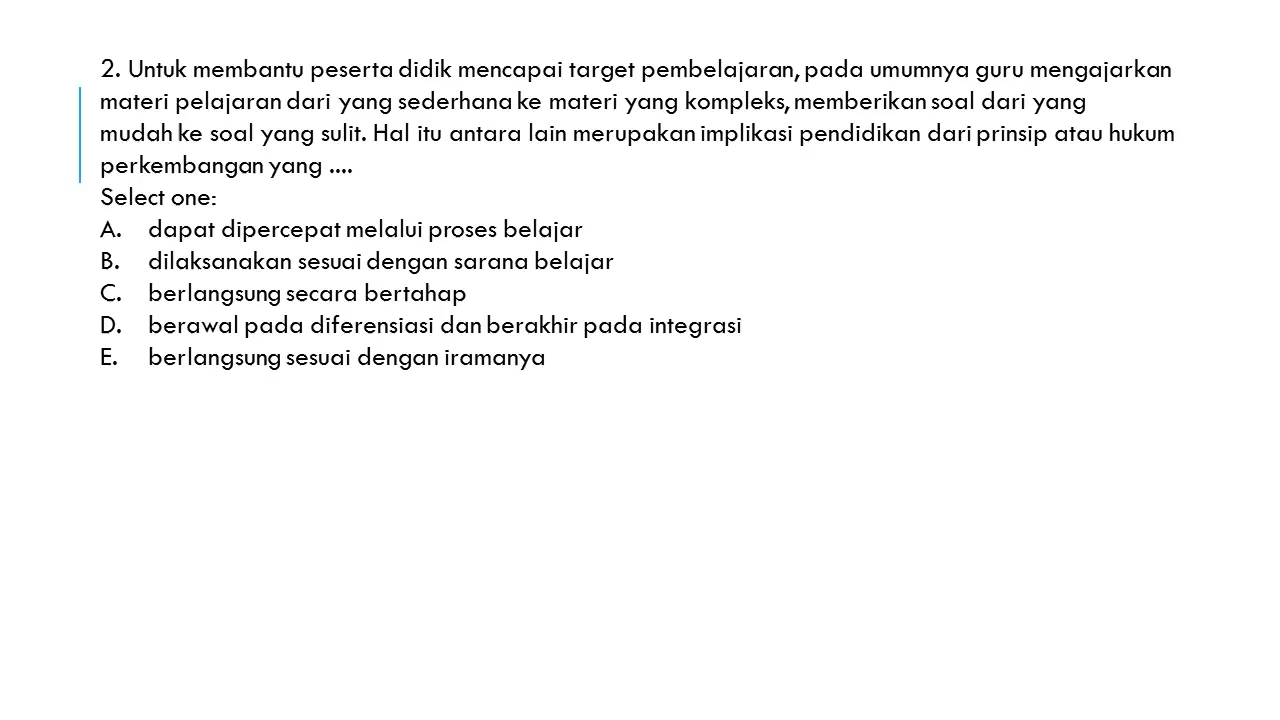 2. Untuk membantu peserta didik mencapai target pembelajaran, pada umumnya guru mengajarkan
materi pelajaran dari yang sederhana ke materi yang kompleks, memberikan soal dari yang
mudah ke soal yang sulit. Hal itu antara lain merupakan implikasi pendidikan dari prinsip atau hukum
perkembangan yang ....
Select one:
A. dapat dipercepat melalui proses belajar
B. dilaksanakan sesuai dengan sarana belajar
C. berlangsung secara bertahap
D. berawal pada diferensiasi dan berakhir pada integrasi
E. berlangsung sesuai dengan iramanya